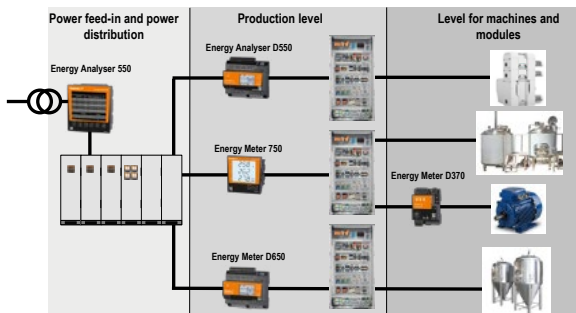 Power feed-in and power
distribution
Production level
Level for machines and
modules
Energy Analyser 550
Energy Analyser D550
Energy Meter 750
Energy Meter D370
Energy Meter D650